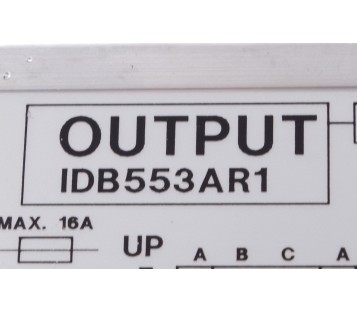 OUTPUT
IDB553AR1
MAX. 16A
UP
A B C A